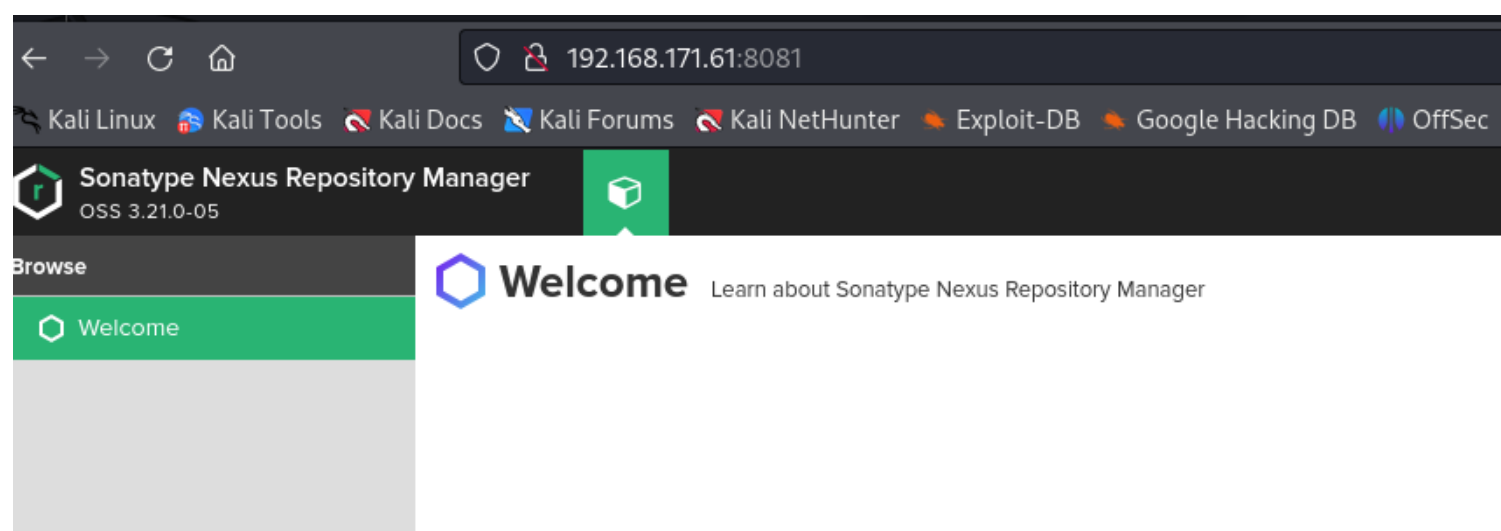 192.168.171.61:8081
Kali Linux Kali Tools Kali Docs Kali Forums Kali NetHunter Exploit-DB Google Hacking DB OffSec
Sonatype Nexus Repository Manager
OSS 3.21.0-05
Browse
Welcome Learn about Sonatype Nexus Repository Manager
Welcome